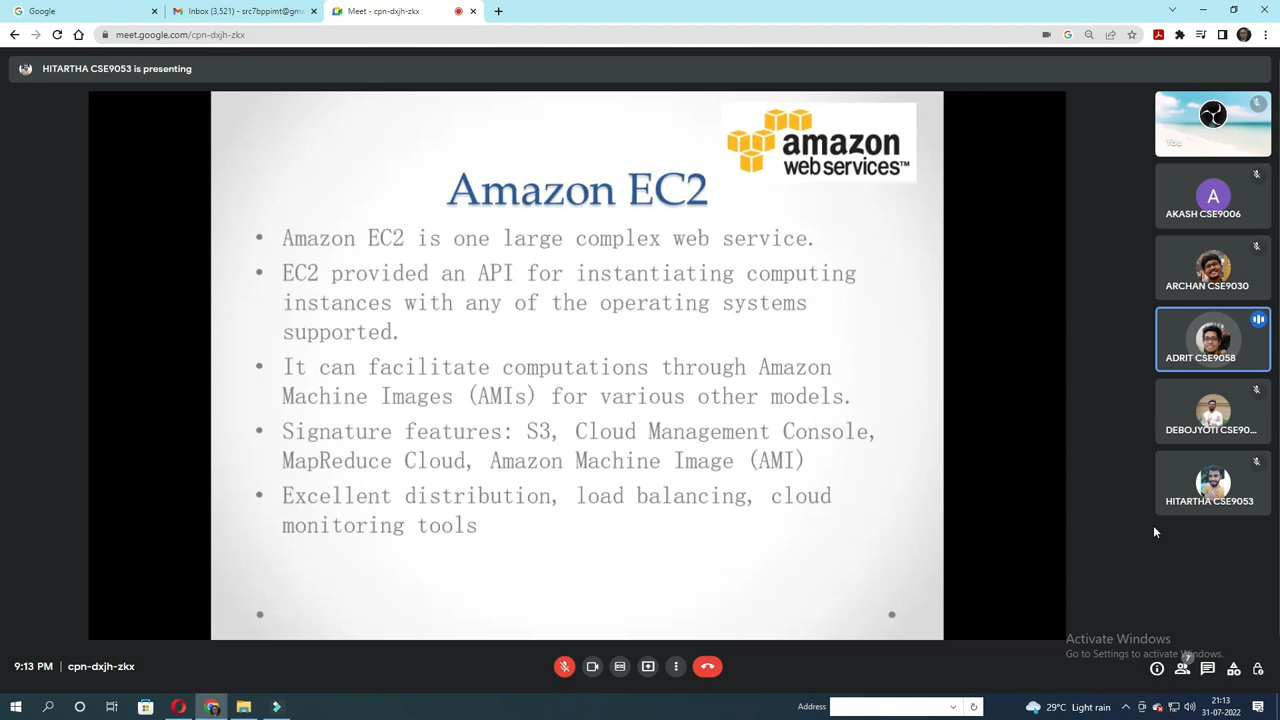 Google
Inbox (3,521) - src7bppimt@gm
Meet - cpn-dxjh-zkx
meet.google.com/cpn-dxjh-zkx
HITARTHA CSE9053 is presenting
amazon
web services™
Amazon EC2
• Amazon EC2 is one large complex web service.
• EC2 provided an API for instantiating computing
instances with any of the operating systems
supported.
• It can facilitate computations through Amazon
Machine Images (AMIs) for various other models.
• Signature features: S3, Cloud Management Console,
MapReduce Cloud, Amazon Machine Image (AMI)
• Excellent distribution, load balancing, cloud
monitoring tools
You
A
AKASH CSE9006
ARCHAN CSE9030
ADRIT CSE9058
DEBOJYOTI CSE90...
HITARTHA CSE9053
Activate Windows
Go to Settings to activate Windows.
9:13 PM | cpn-dxjh-zkx
7
Address
29°C Light rain
21:13
31-07-2022